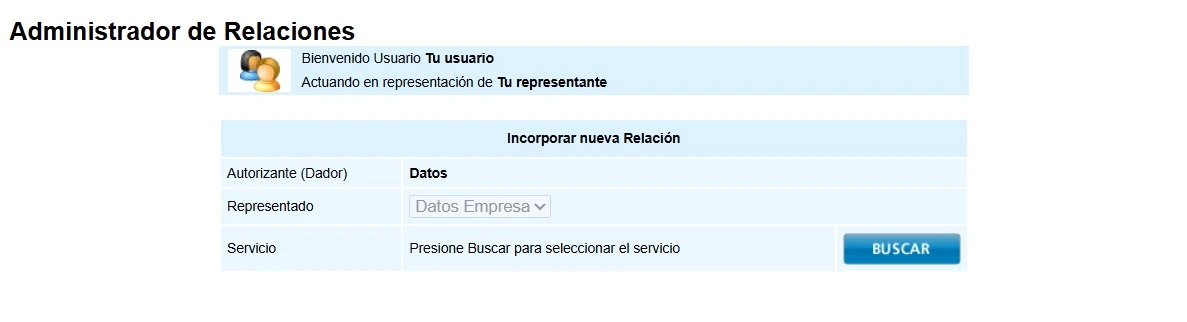 Administrador de Relaciones
Bienvenido Usuario Tu usuario
Actuando en representación de Tu representante
Incorporar nueva Relación
Autorizante (Dador) Datos
Representado Datos Empresa
Servicio Presione Buscar para seleccionar el servicio BUSCAR